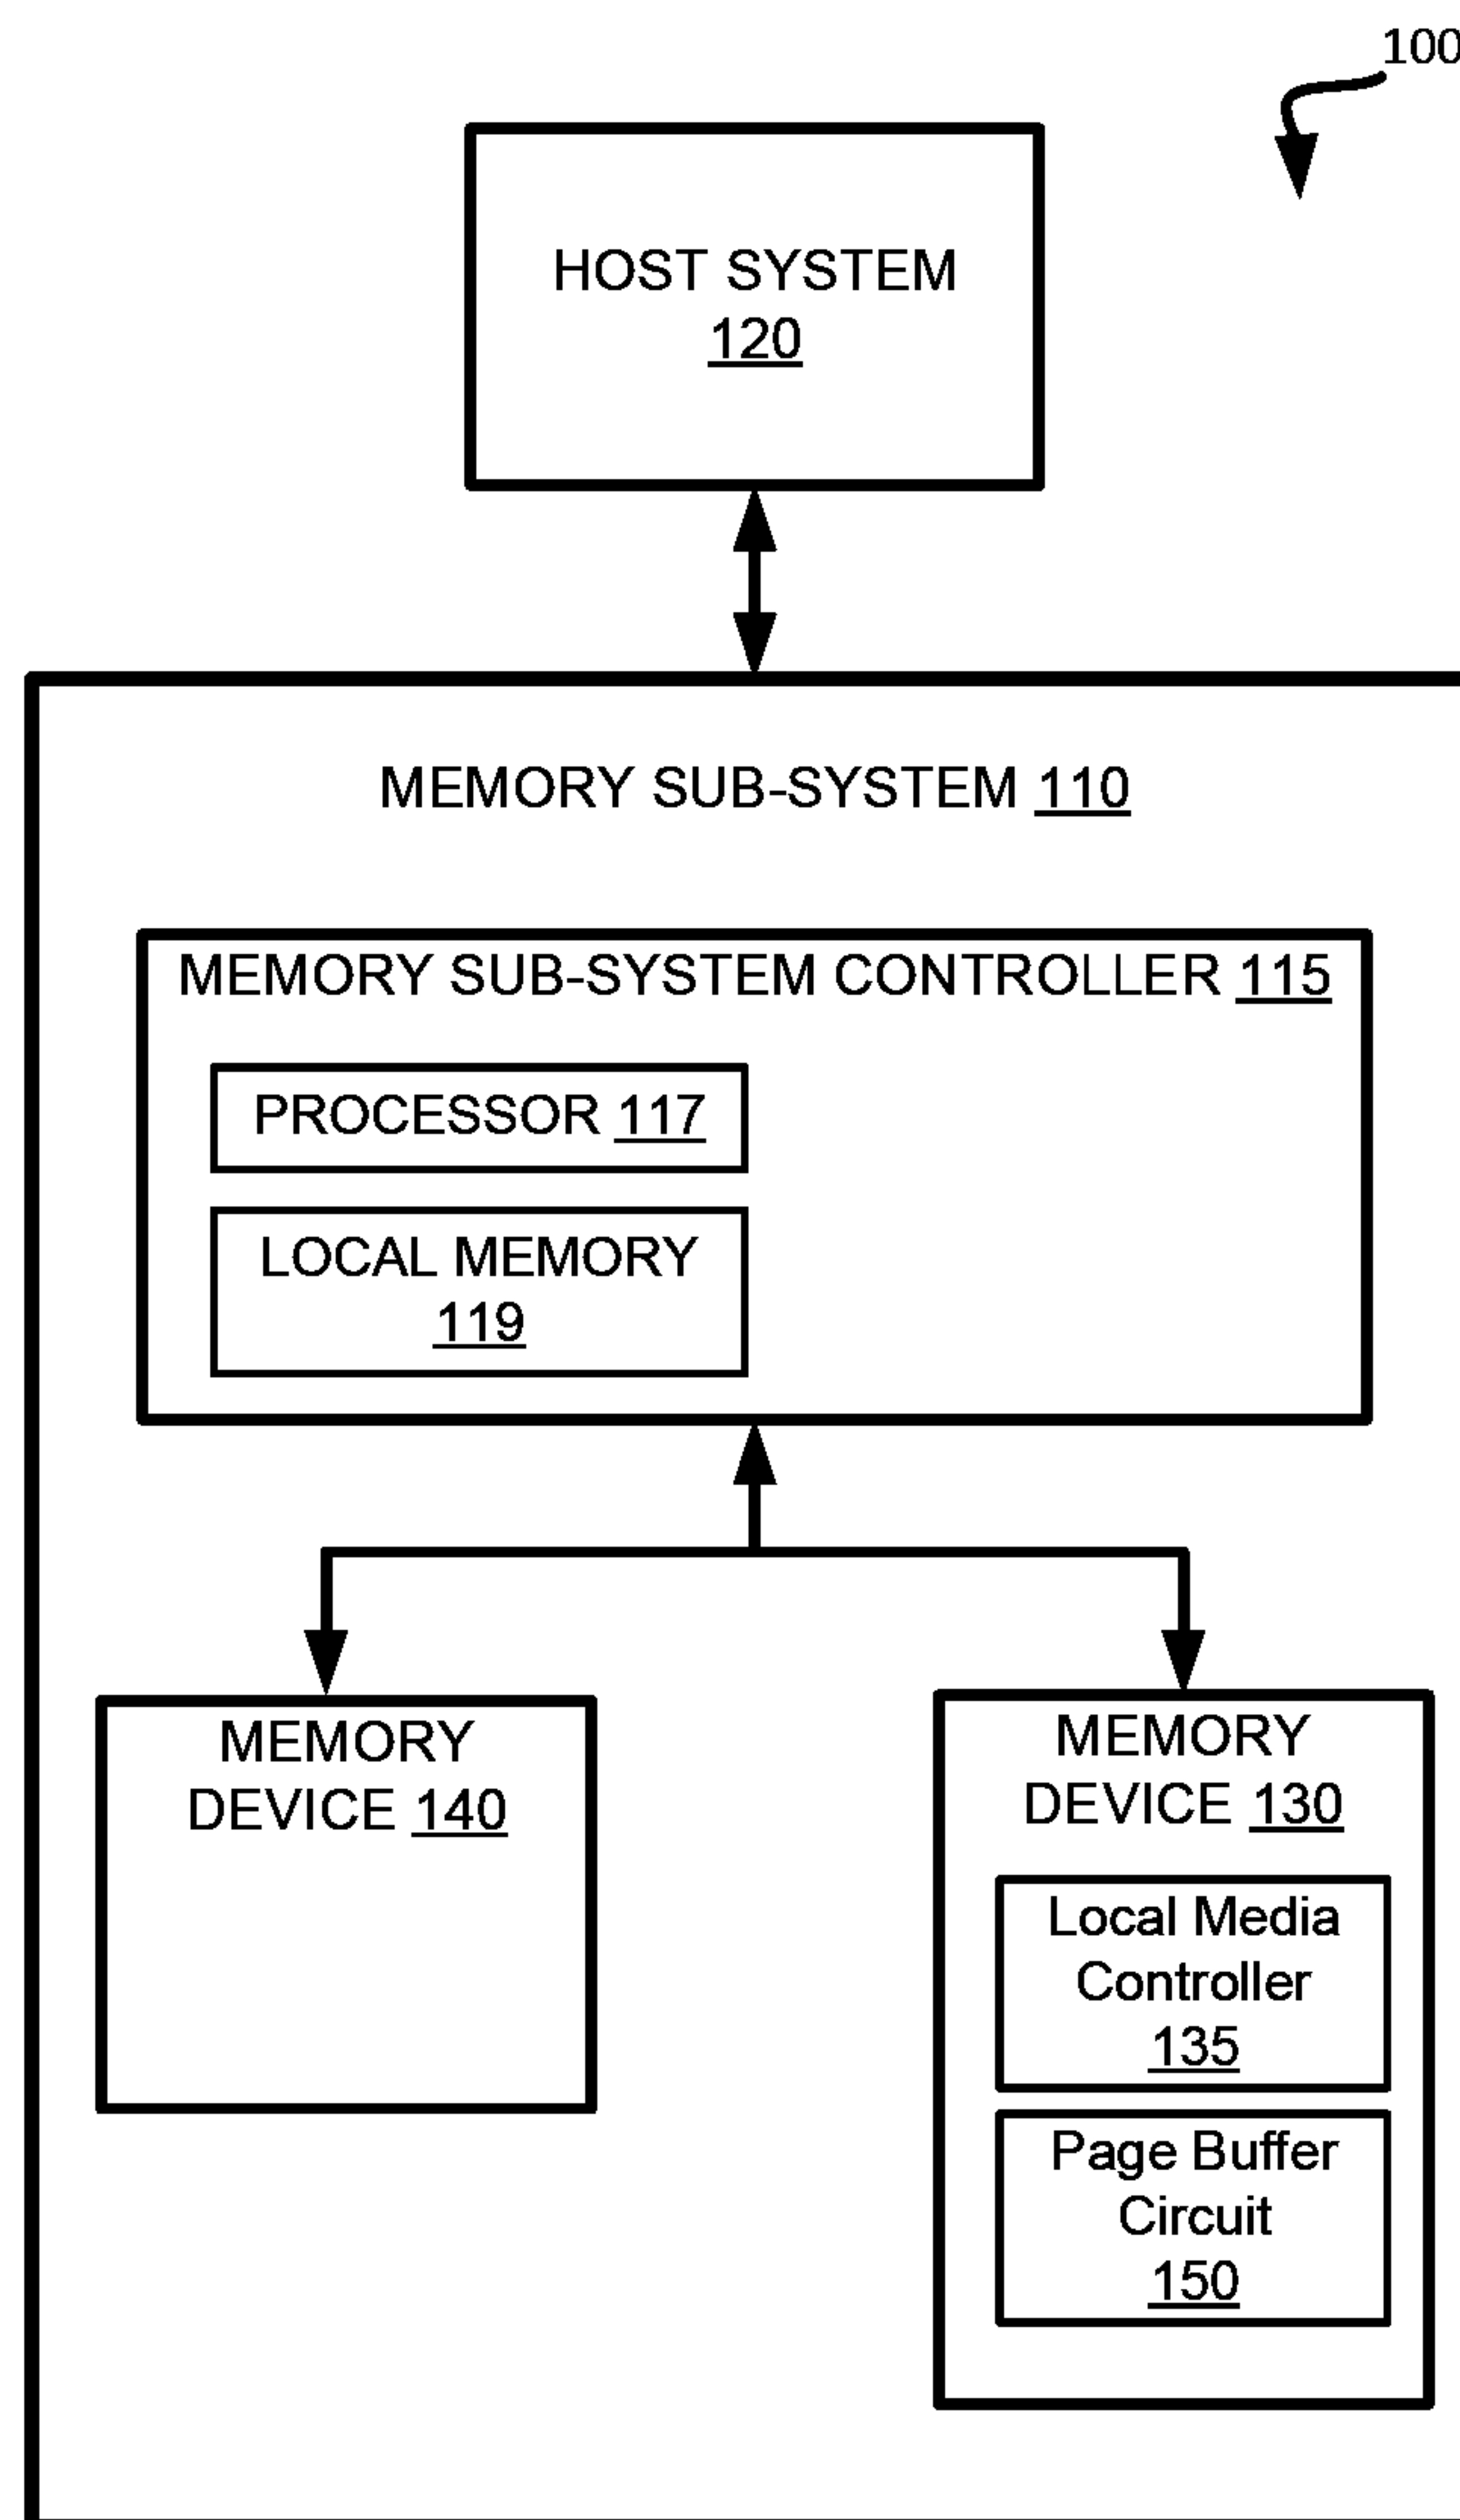 100
HOST SYSTEM
120
MEMORY SUB-SYSTEM 110
MEMORY SUB-SYSTEM CONTROLLER 115
PROCESSOR 117
LOCAL MEMORY
119
MEMORY
DEVICE 140
MEMORY
DEVICE 130
Local Media
Controller
135
Page Buffer
Circuit
150